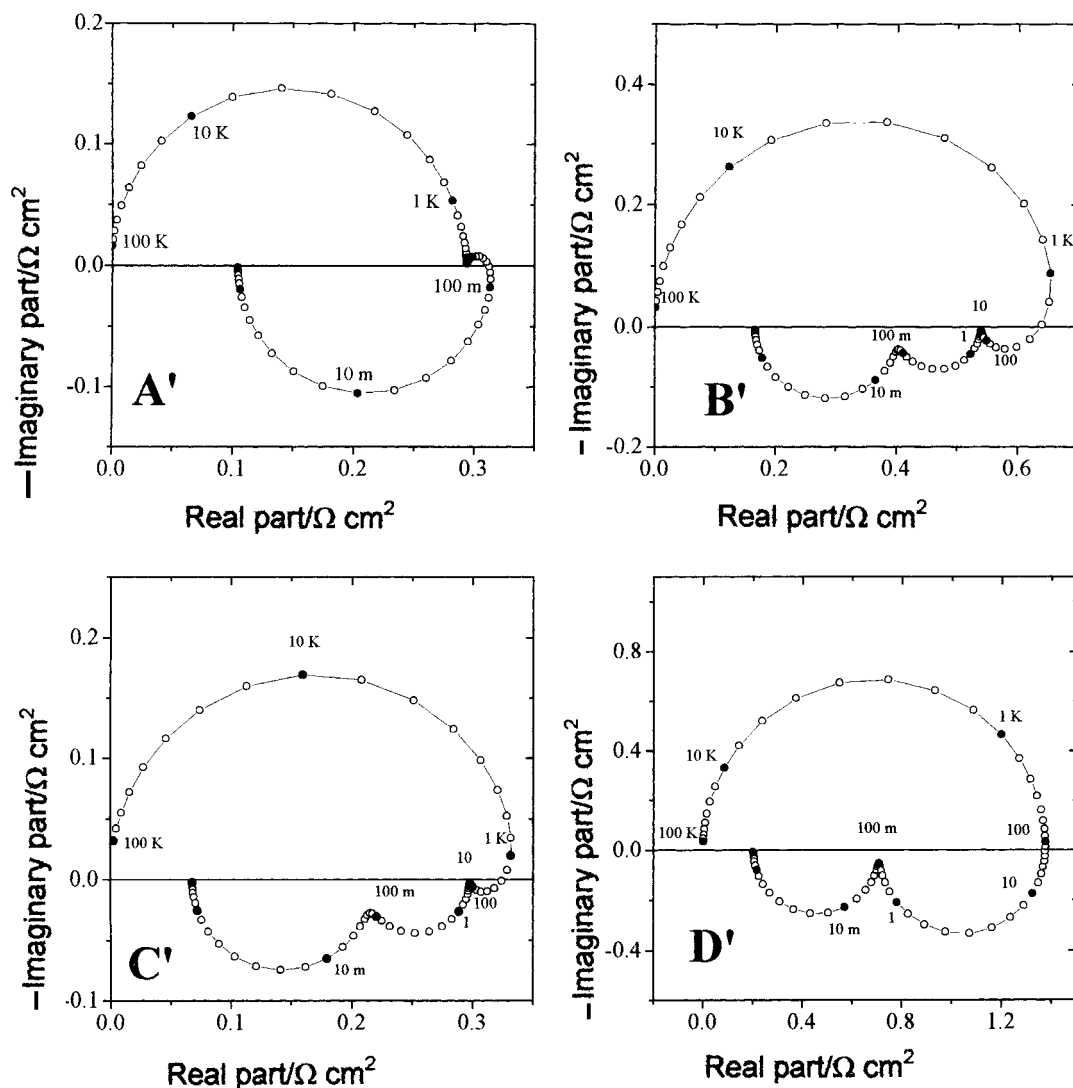 0.2
0.1
0.0
-0.1
10 K
1 K
100 K
100 m
10 m
A'
0.0
0.1
0.2
0.3
Real part/Ω cm²
—Imaginary part/Ω cm²
0.4
0.2
0.0
-0.2
10 K
1 K
100 K
10
100 m
1
100
10 m
B'
0.0
0.2
0.4
0.6
Real part/Ω cm²
- Imaginary part/Ω cm²
0.2
0.1
0.0
-0.1
10 K
100 K
1 K
10
100 m
100
1
10 m
C'
0.0
0.1
0.2
0.3
Real part/Ω cm²
—Imaginary part/Ω cm²
0.8
0.4
0.0
-0.4
1 K
10 K
100 K
100 m
100
10
1
10 m
D'
0.0
0.4
0.8
1.2
Real part/Ω cm²
—Imaginary part/Ω cm²